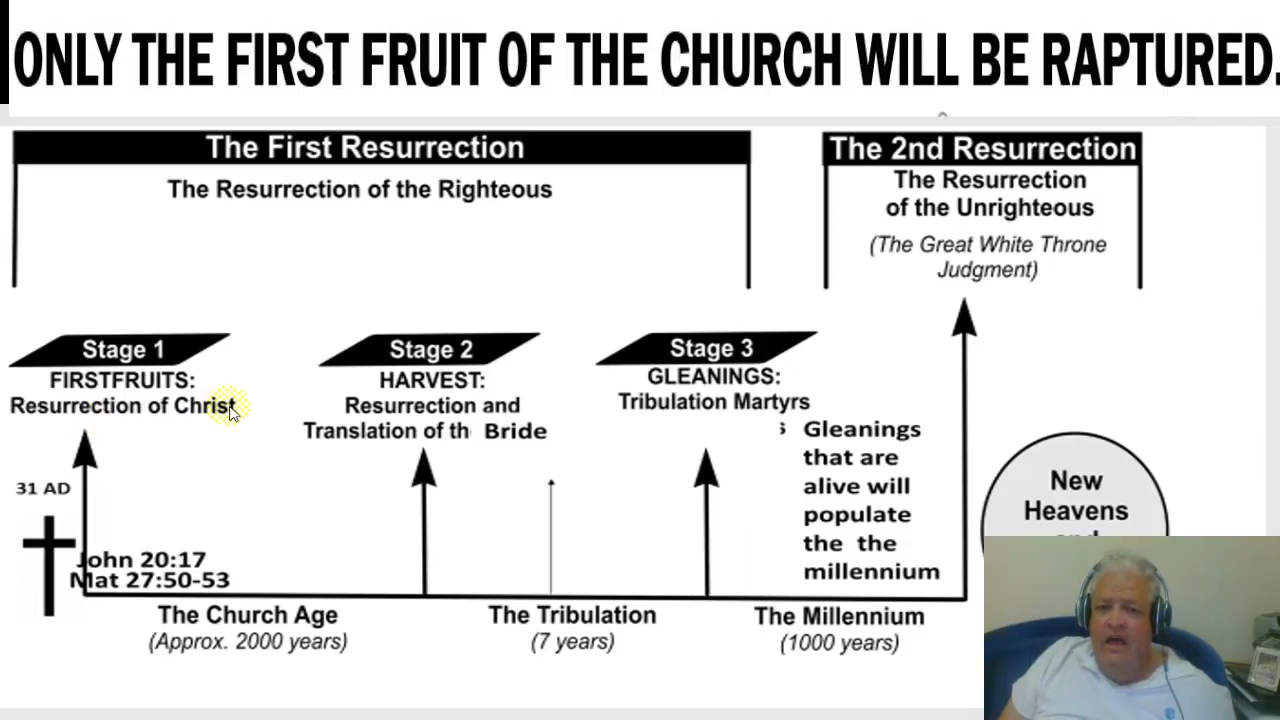 ONLY THE FIRST FRUIT OF THE CHURCH WILL BE RAPTURED.
The First Resurrection
The Resurrection of the Righteous
The 2nd Resurrection
The Resurrection
of the Unrighteous
(The Great White Throne
Judgment)
Stage 1
FIRSTFRUITS:
Resurrection of Christ
Stage 2
HARVEST:
Resurrection and
Translation of th Bride
Stage 3
GLEANINGS:
Tribulation Martyrs
Gleanings
that are
alive will
populate
the the
millennium
31 AD
John 20:17
Mat 27:50-53
New
Heavens
The Church Age
(Approx. 2000 years)
The Tribulation
(7 years)
The Millennium
(1000 years)